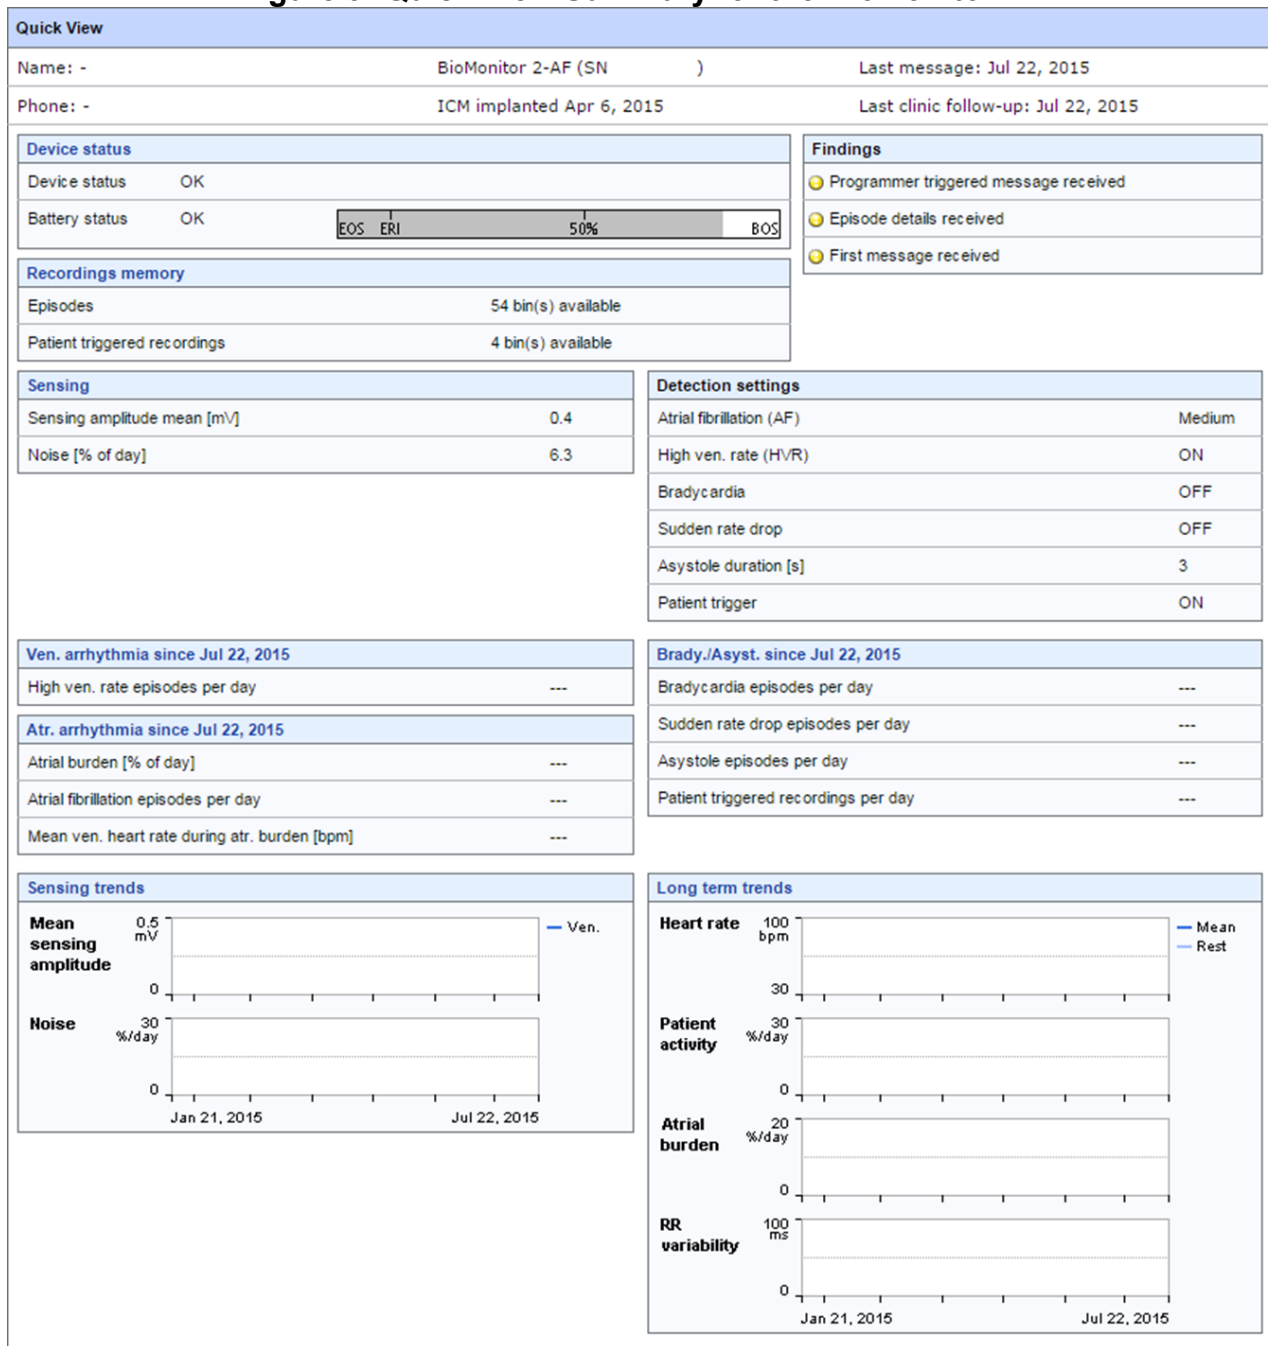 Quick View
Name: - BioMonitor 2-AF (SN ) Last message: Jul 22, 2015
Phone: - ICM implanted Apr 6, 2015 Last clinic follow-up: Jul 22, 2015
Device status
Device status OK
Battery status OK
EOS ERI 50% BOS
Findings
Programmer triggered message received
Episode details received
First message received
Recordings memory
Episodes 54 bin(s) available
Patient triggered recordings 4 bin(s) available
Sensing
Sensing amplitude mean [mV] 0.4
Noise [% of day] 6.3
Detection settings
Atrial fibrillation (AF) Medium
High ven. rate (HVR) ON
Bradycardia OFF
Sudden rate drop OFF
Asystole duration [s] 3
Patient trigger ON
Ven. arrhythmia since Jul 22, 2015
High ven. rate episodes per day ---
Atr. arrhythmia since Jul 22, 2015
Atrial burden [% of day] ---
Atrial fibrillation episodes per day ---
Mean ven. heart rate during atr. burden [bpm] ---
Brady./Asyst. since Jul 22, 2015
Bradycardia episodes per day ---
Sudden rate drop episodes per day ---
Asystole episodes per day ---
Patient triggered recordings per day ---
Sensing trends
Mean sensing amplitude
0.5
mV
0
Ven.
Noise
30
%/day
0
Jan 21, 2015 Jul 22, 2015
Long term trends
Heart rate
100
bpm
30
Mean
Rest
Patient activity
30
%/day
0
Atrial burden
20
%/day
0
RR variability
100
ms
0
Jan 21, 2015 Jul 22, 2015